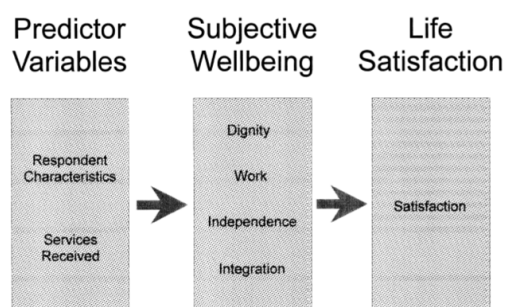 Predictor
Variables
Subjective
Wellbeing
Life
Satisfaction
Respondent
Characteristics
Services
Received
Dignity
Work
Independence
Integration
Satisfaction